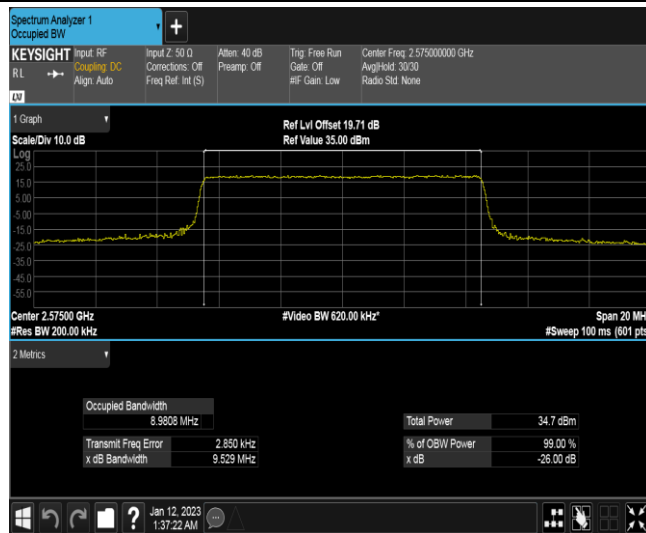 Spectrum Analyzer 1
Occupied BW
KEYSIGHT
RL
Input: RF
Coupling: DC
Align: Auto
Input Z: 50 Ω
Corrections: Off
Freq Ref: Int (S)
Atten: 40 dB
Preamp: Off
Trig: Free Run
Gate: Off
#IF Gain: Low
Center Freq: 2.575000000 GHz
Avg|Hold: 30/30
Radio Std: None
1 Graph
Scale/Div 10.0 dB
Ref Lvl Offset 19.71 dB
Ref Value 35.00 dBm
Log
25.0
15.0
5.00
-5.00
-15.0
-25.0
-35.0
-45.0
-55.0
Center 2.57500 GHz
#Res BW 200.00 kHz
#Video BW 620.00 kHz*
Span 20 MH
#Sweep 100 ms (601 pts
2 Metrics
Occupied Bandwidth
8.9808 MHz
Transmit Freq Error 2.850 kHz
x dB Bandwidth 9.529 MHz
Total Power 34.7 dBm
% of OBW Power 99.00 %
x dB -26.00 dB
?
Jan 12, 2023
1:37:22 AM